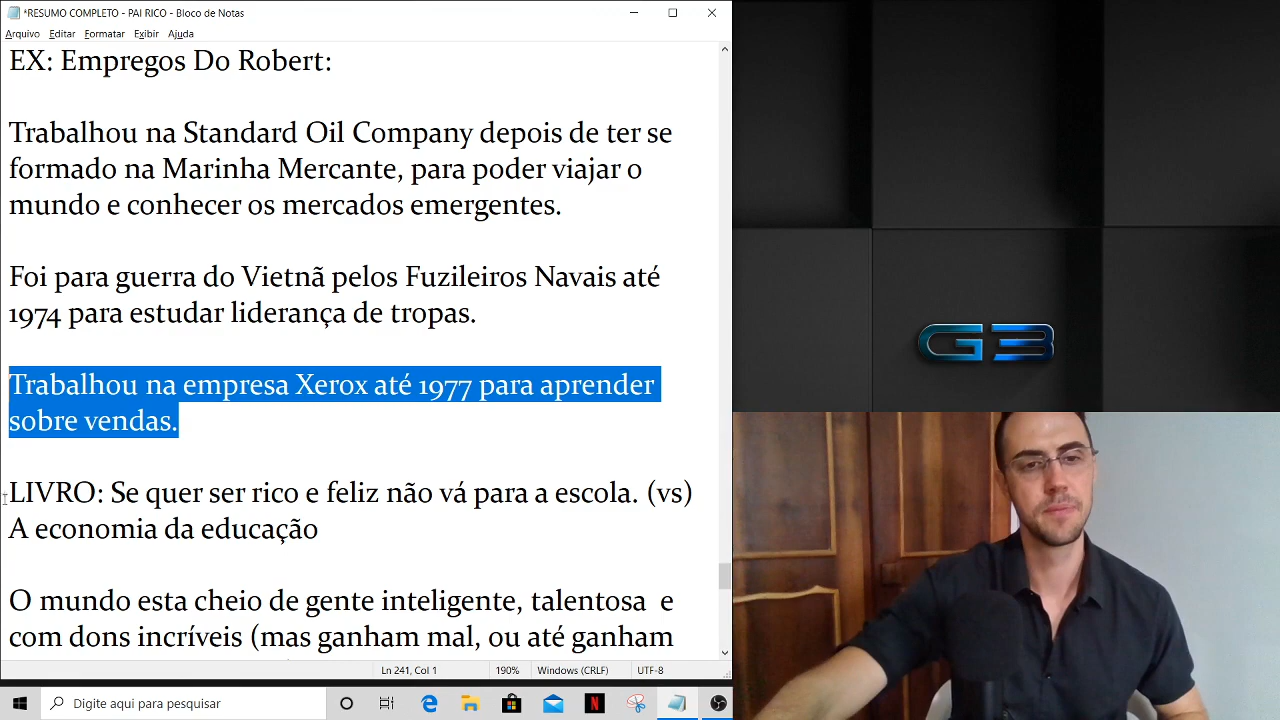 *RESUMO COMPLETO - PAI RICO - Bloco de Notas
Arquivo Editar Formatar Exibir Ajuda
EX: Empregos Do Robert:
Trabalhou na Standard Oil Company depois de ter se
formado na Marinha Mercante, para poder viajar o
mundo e conhecer os mercados emergentes.
Foi para guerra do Vietnã pelos Fuzileiros Navais até
1974 para estudar liderança de tropas.
Trabalhou na empresa Xerox até 1977 para aprender
sobre vendas.
LIVRO: Se quer ser rico e feliz não vá para a escola. (vs)
A economia da educação
O mundo esta cheio de gente inteligente, talentosa  e
com dons incríveis (mas ganham mal, ou até ganham
Ln 241, Col 1 190% Windows (CRLF) UTF-8
Digite aqui para pesquisar
G3